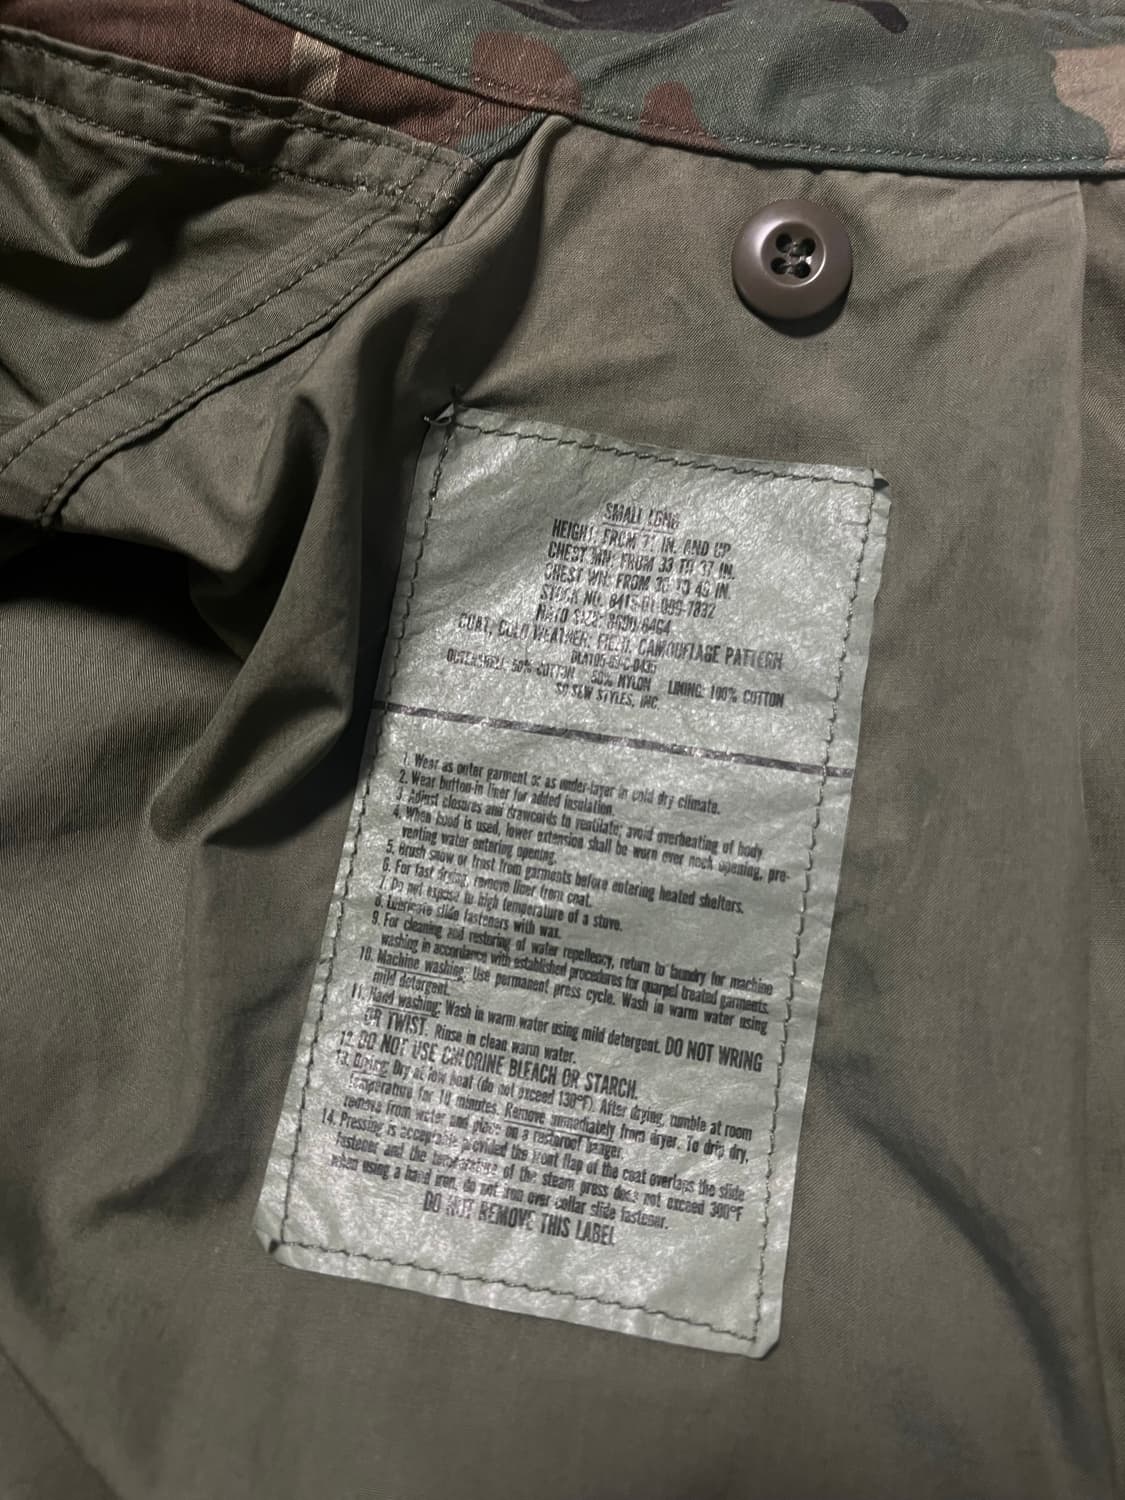 SMALL LONG
HEIGHT: FROM 71 IN. AND UP
CHEST MN: FROM 33 TO 37 IN.
CHEST WN: FROM TO IN.
STOCK NO. 8415-01-099-7832
NATO SIZE:
COAT, COLD WEATHER, FIELD, CAMOUFLAGE PATTERN
OUTERSHELL: 50% COTTON 50% NYLON LINING: 100% COTTON
SO SEW STYLES, INC.
1. Wear as outer garment or as under-layer in cold dry climate.
2. Wear button-in liner for added insulation.
3. Adjust closures and drawcords to ventilate; avoid overheating of body
4. When hood is used, lower extension shall be worn over neck opening, pre-
venting water entering opening.
5. Brush snow or frost from garments before entering heated shelters.
6. For fast drying, remove liner from coat.
7. Do not expose to high temperature of a stove.
8. Lubricate slide fasteners with wax.
9. For cleaning and restoring of water repellency, return to laundry for machine
washing in accordance with established procedures for quarpel treated garments.
10. Machine washing: Use permanent press cycle. Wash in warm water using
mild detergent.
11. Hand washing: Wash in warm water using mild detergent. DO NOT WRING
OR TWIST. Rinse in clean warm water.
12. DO NOT USE CHLORINE BLEACH OR STARCH.
13. Drying: Dry at low heat (do not exceed 130°F). After drying, tumble at room
temperature for 10 minutes. Remove immediately from dryer. To drip dry,
remove from water and place on a rustproof hanger.
14. Pressing is acceptable provided the front flap of the coat overlaps the slide
fastener and the temperature of the steam press does not exceed 300°F
when using a hand iron, do not iron over collar slide fastener.
DO NOT REMOVE THIS LABEL